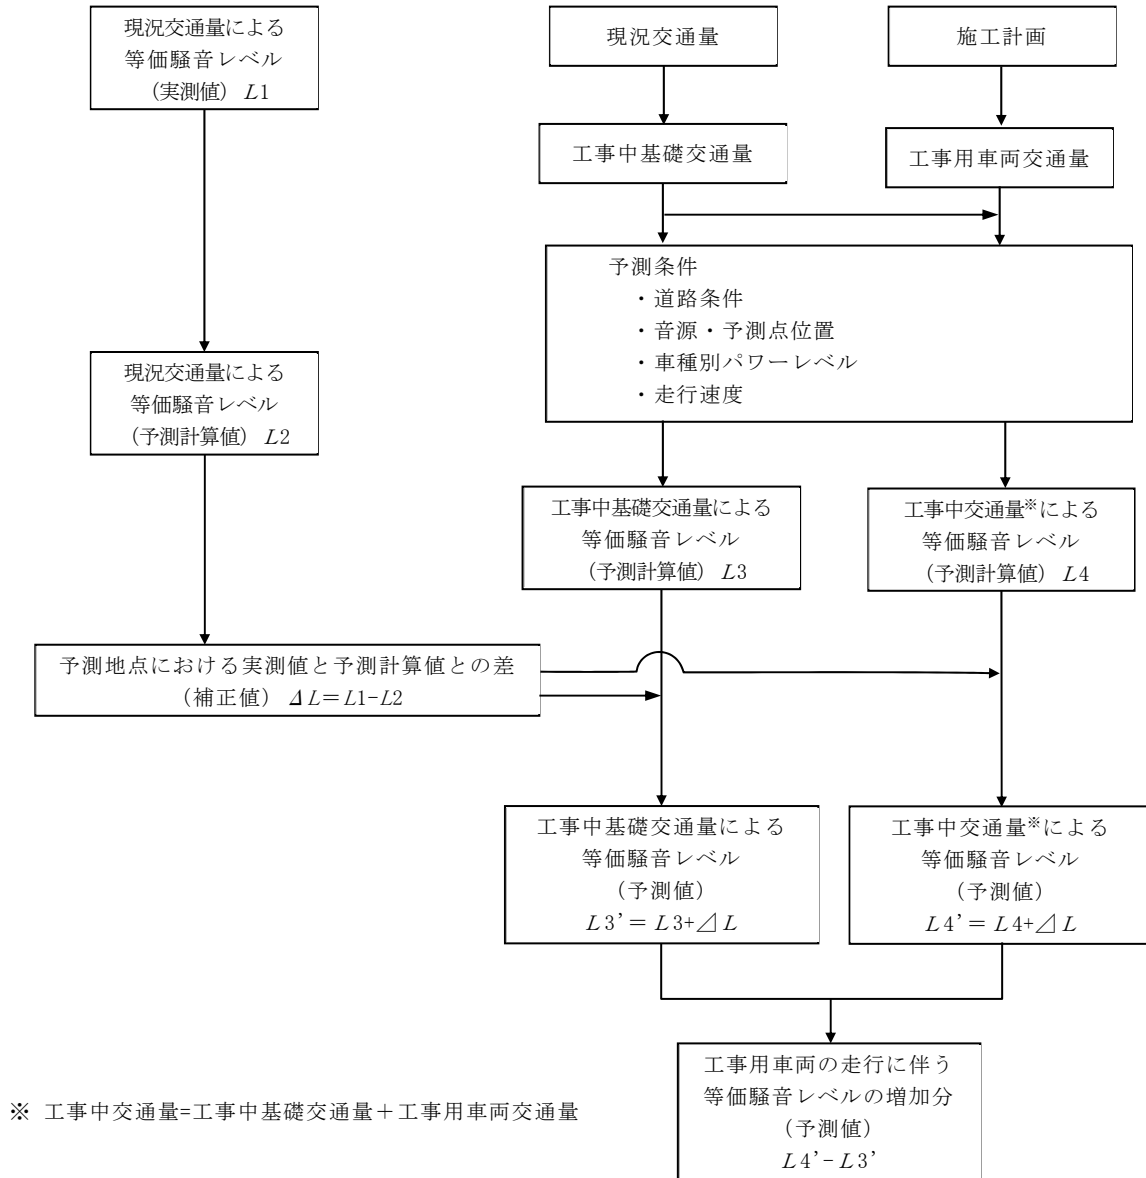 現況交通量による
等価騒音レベル
(実測値) L1
現況交通量
施工計画
工事中基礎交通量
工事用車両交通量
予測条件
・道路条件
・音源・予測点位置
・車種別パワーレベル
・走行速度
現況交通量による
等価騒音レベル
(予測計算値) L2
工事中基礎交通量による
等価騒音レベル
(予測計算値) L3
工事中交通量※による
等価騒音レベル
(予測計算値) L4
予測地点における実測値と予測計算値との差
(補正値) ΔL=L1-L2
工事中基礎交通量による
等価騒音レベル
(予測値)
L3'=L3+⊿L
工事中交通量※による
等価騒音レベル
(予測値)
L4'=L4+⊿L
工事用車両の走行に伴う
等価騒音レベルの増加分
(予測値)
L4'-L3'
※ 工事中交通量=工事中基礎交通量+工事用車両交通量